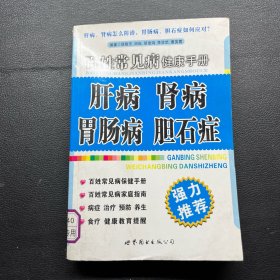 肝病、肾病怎么防治，胃肠病、胆石症如何应对？
百姓常见病健康手册
肝病 肾病
胃肠病 胆石症
GANBING SHENBING
WEICHANGBING DANSHIZHENG
百姓常见病保健手册
百姓常见病家庭指南
病症 治疗 预防 养生
食疗 健康教育提醒
强力
推荐
世界图书出版公司